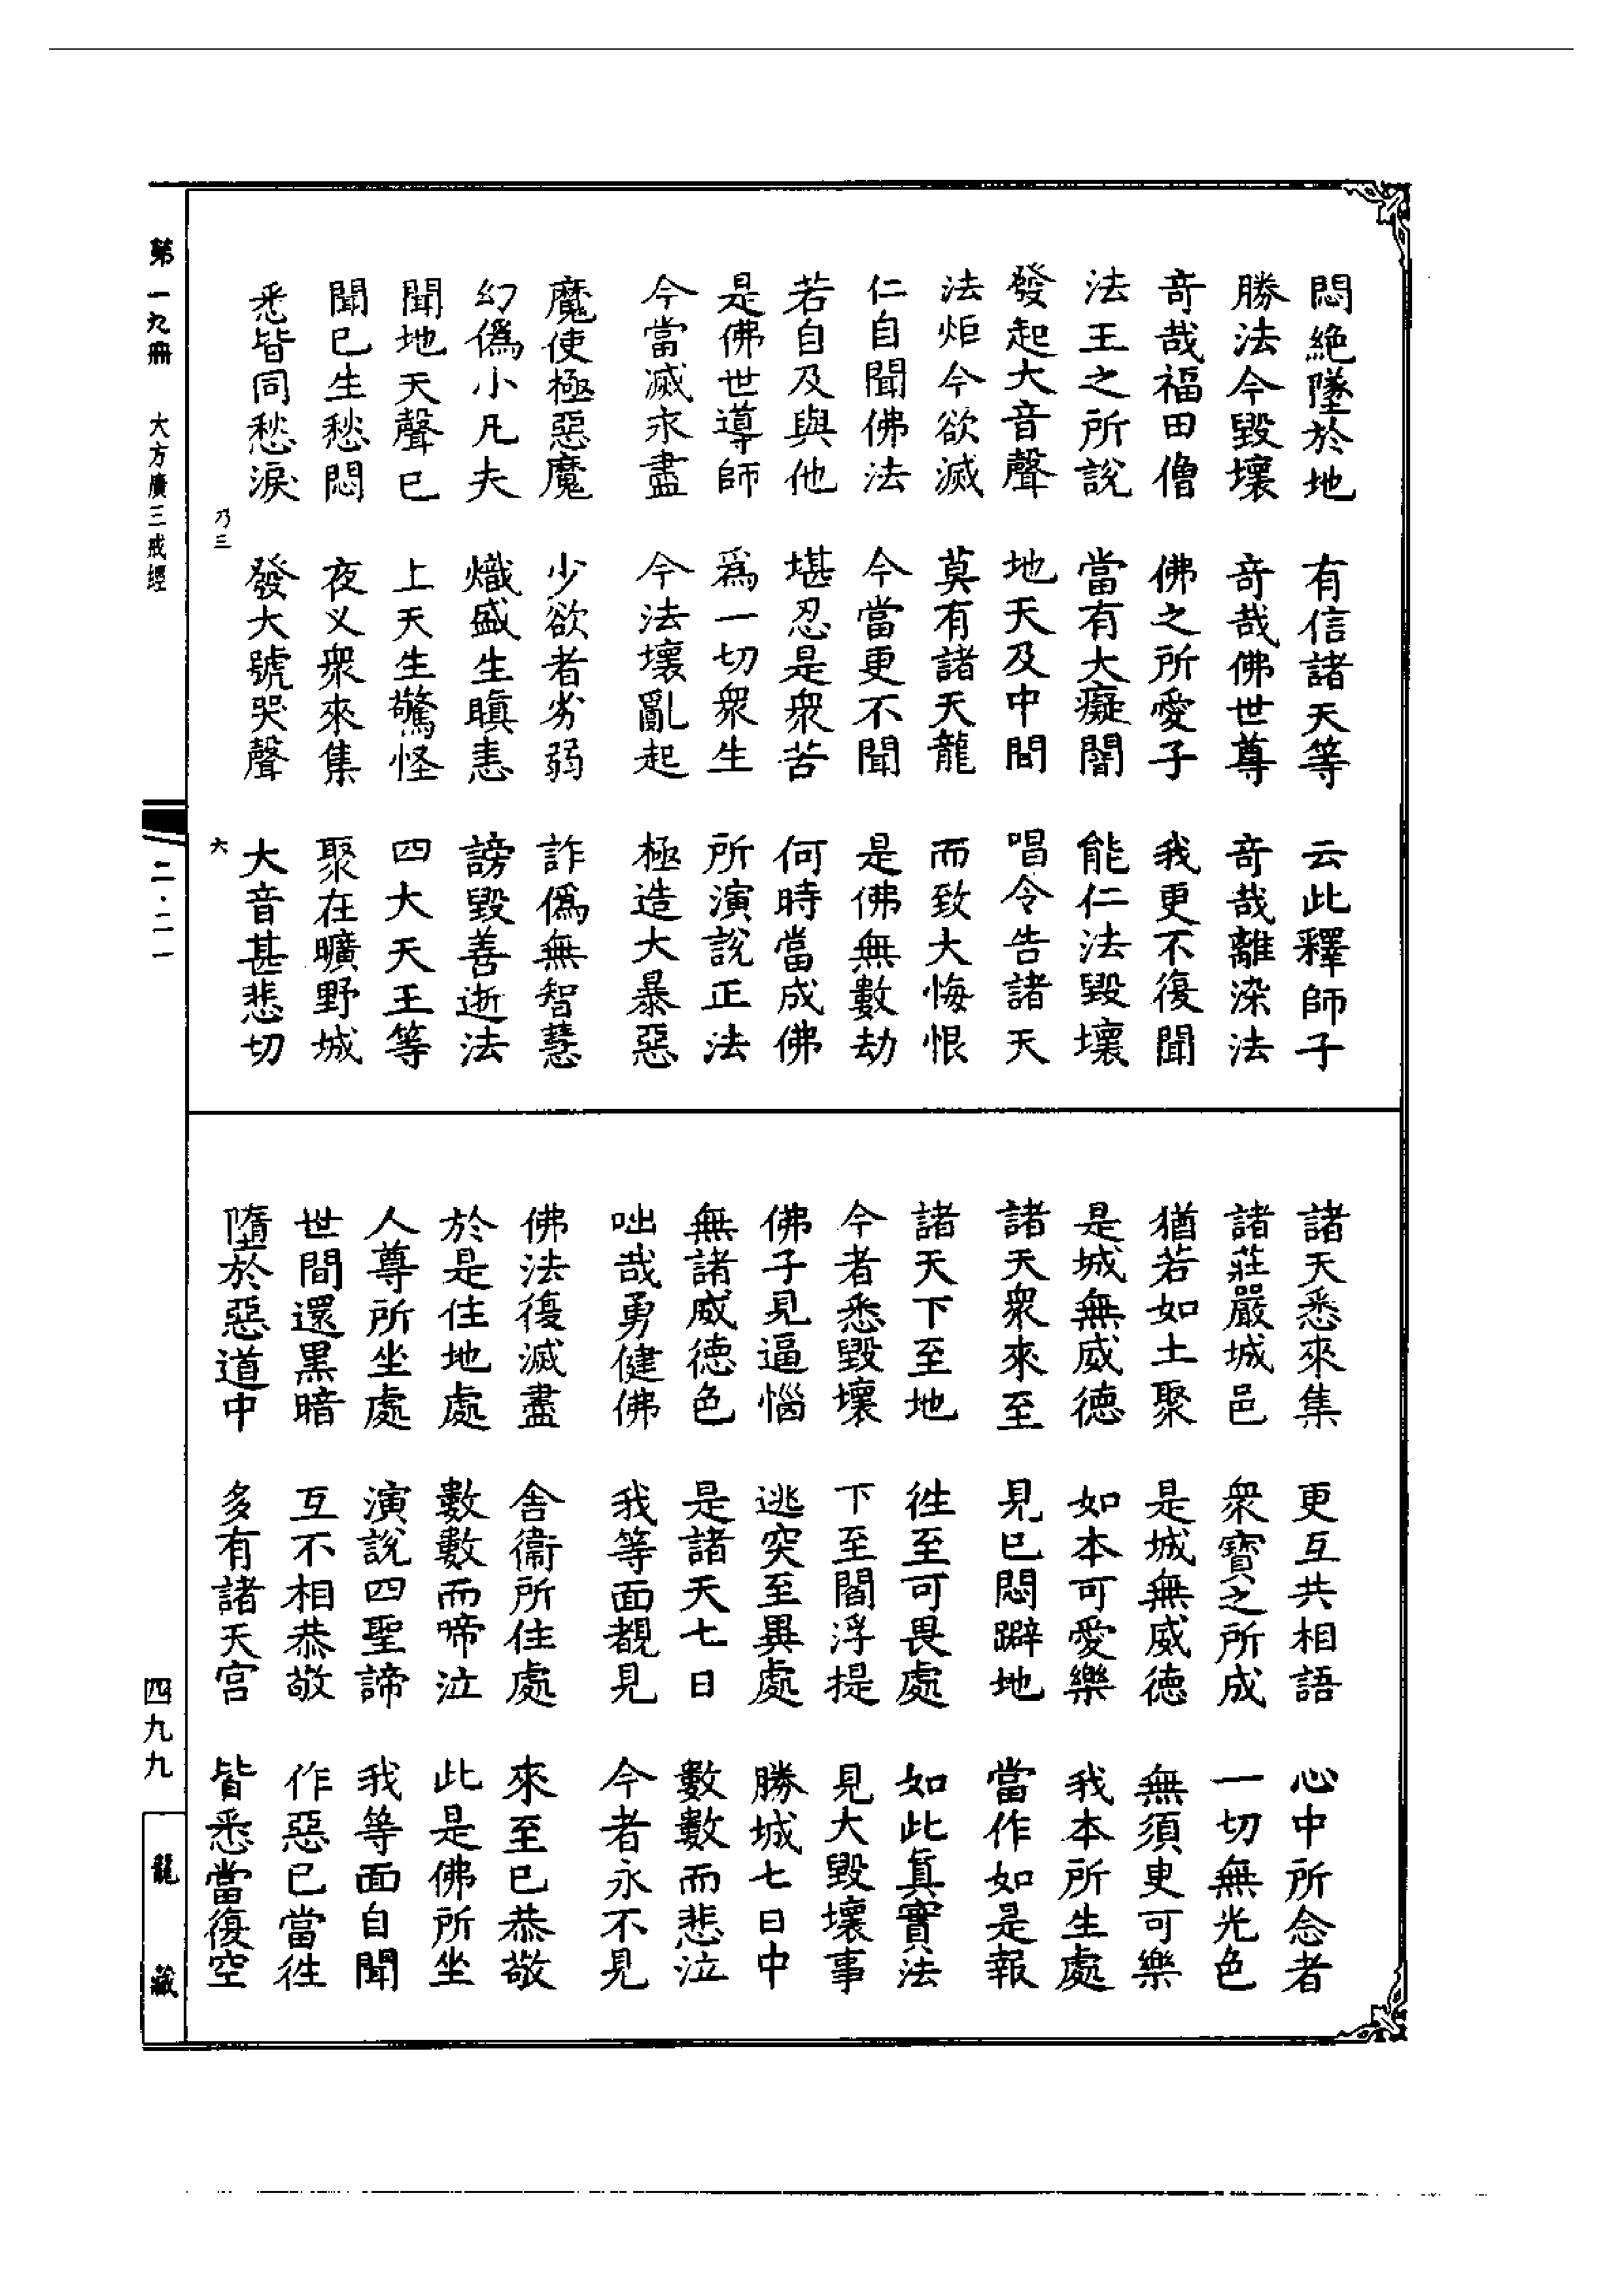 悶絶墜於地　有信諸天等　云此釋師子
勝法今毀壞　奇哉佛世尊　奇哉離染法
奇哉福田僧　佛之所愛子　我更不復聞
法王之所說　當有大癡闇　能仁法毀壞
發起大音聲　地天及中間　唱令告諸天
法炬今欲滅　莫有諸天龍　而致大悔恨
仁自聞佛法　今當更不聞　是佛無數劫
若自及與他　堪忍是衆苦　何時當成佛
是佛世導師　爲一切衆生　所演說正法
今當滅永盡　今法壞亂起　極造大暴惡
魔使極惡魔　少欲者劣弱　詐僞無智慧
幻僞小凡夫　熾盛生瞋恚　謗毀善逝法
聞地天聲已　上天生驚怪　四大天王等
聞已生愁悶　夜义衆來集　聚在曠野城
悉皆同愁淚　發大號哭聲　大音甚悲切
乃三　六
諸天悉來集　更互共相語　心中所念者
諸莊嚴城邑　衆寶之所成　一切無光色
猶若如土聚　是城無威德　無須更可樂
是城無威德　如本可愛樂　我本所生處
諸天衆來至　見已悶躃地　當作如是報
諸天下至地　徃至可畏處　如此真實法
今者悉毀壞　下至閻浮提　見大毀壞事
佛子見逼惱　逃突至異處　勝城七日中
無諸威德色　是諸天七日　數數而悲泣
咄哉勇健佛　我等面覩見　今者永不見
佛法復滅盡　舍衞所住處　來至已恭敬
於是住地處　數數而啼泣　此是佛所坐
人尊所坐處　演說四聖諦　我等面自聞
世間還黑暗　互不相恭敬　作惡已當徃
墮於惡道中　多有諸天宮　皆悉當復空
第一九冊　大方廣三戒經　二·二一　四九九　龍藏